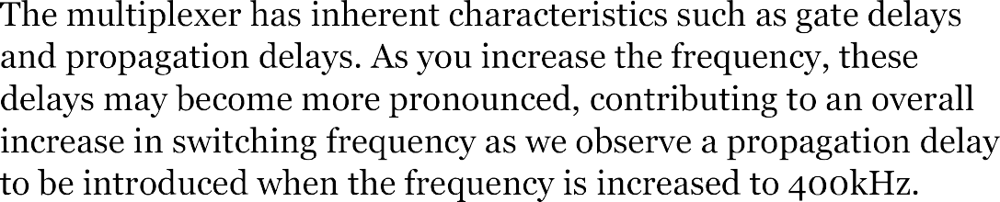 The multiplexer has inherent characteristics such as gate delays
and propagation delays. As you increase the frequency, these
delays may become more pronounced, contributing to an overall
increase in switching frequency as we observe a propagation delay
to be introduced when the frequency is increased to 400kHz.